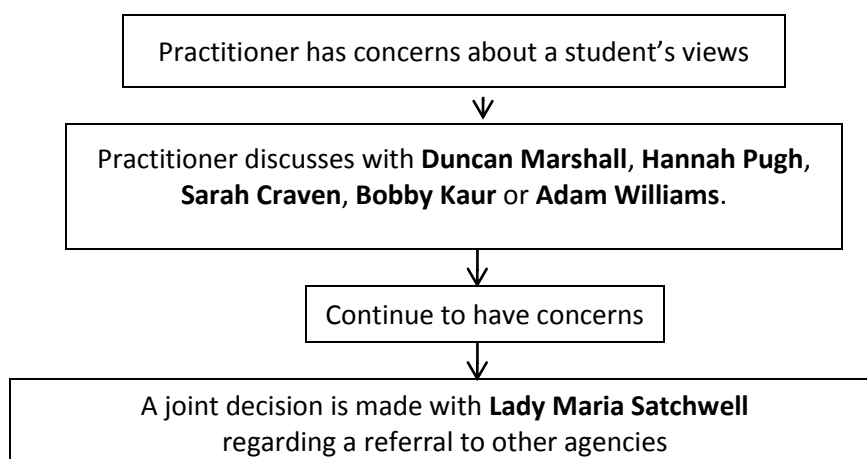 Practitioner has concerns about a student’s views
Practitioner discusses with Duncan Marshall, Hannah Pugh,
Sarah Craven, Bobby Kaur or Adam Williams.
Continue to have concerns
A joint decision is made with Lady Maria Satchwell
regarding a referral to other agencies